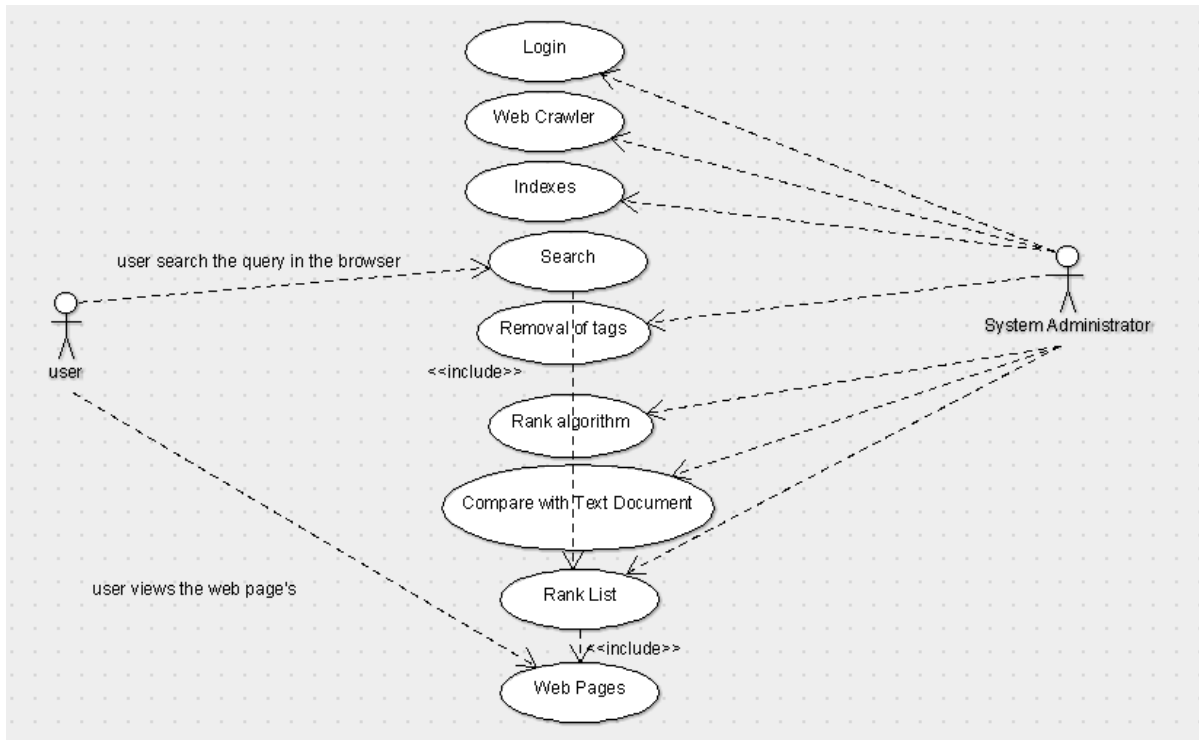 Login
Web Crawler
Indexes
Search
user search the query in the browser
Removal of tags
System Administrator
user
<<include>>
Rank algorithm
Compare with Text Document
user views the web page's
Rank List
<<include>>
Web Pages